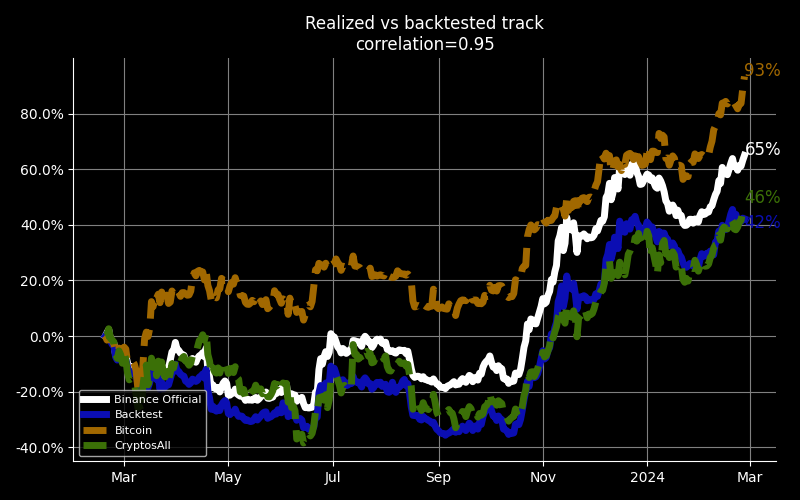 Realized vs backtested track
correlation=0.95
93%
80.0%
65%
60.0%
46%
42%
40.0%
20.0%
0.0%
-20.0%
-40.0%
Binance Official
Backtest
Bitcoin
CryptosAll
Mar May Jul Sep Nov 2024 Mar